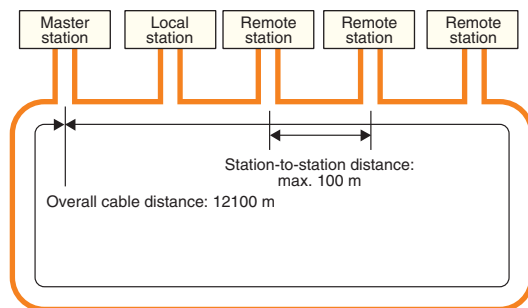 Master
station
Local
station
Remote
station
Remote
station
Remote
station
Station-to-station distance:
max. 100 m
Overall cable distance: 12100 m